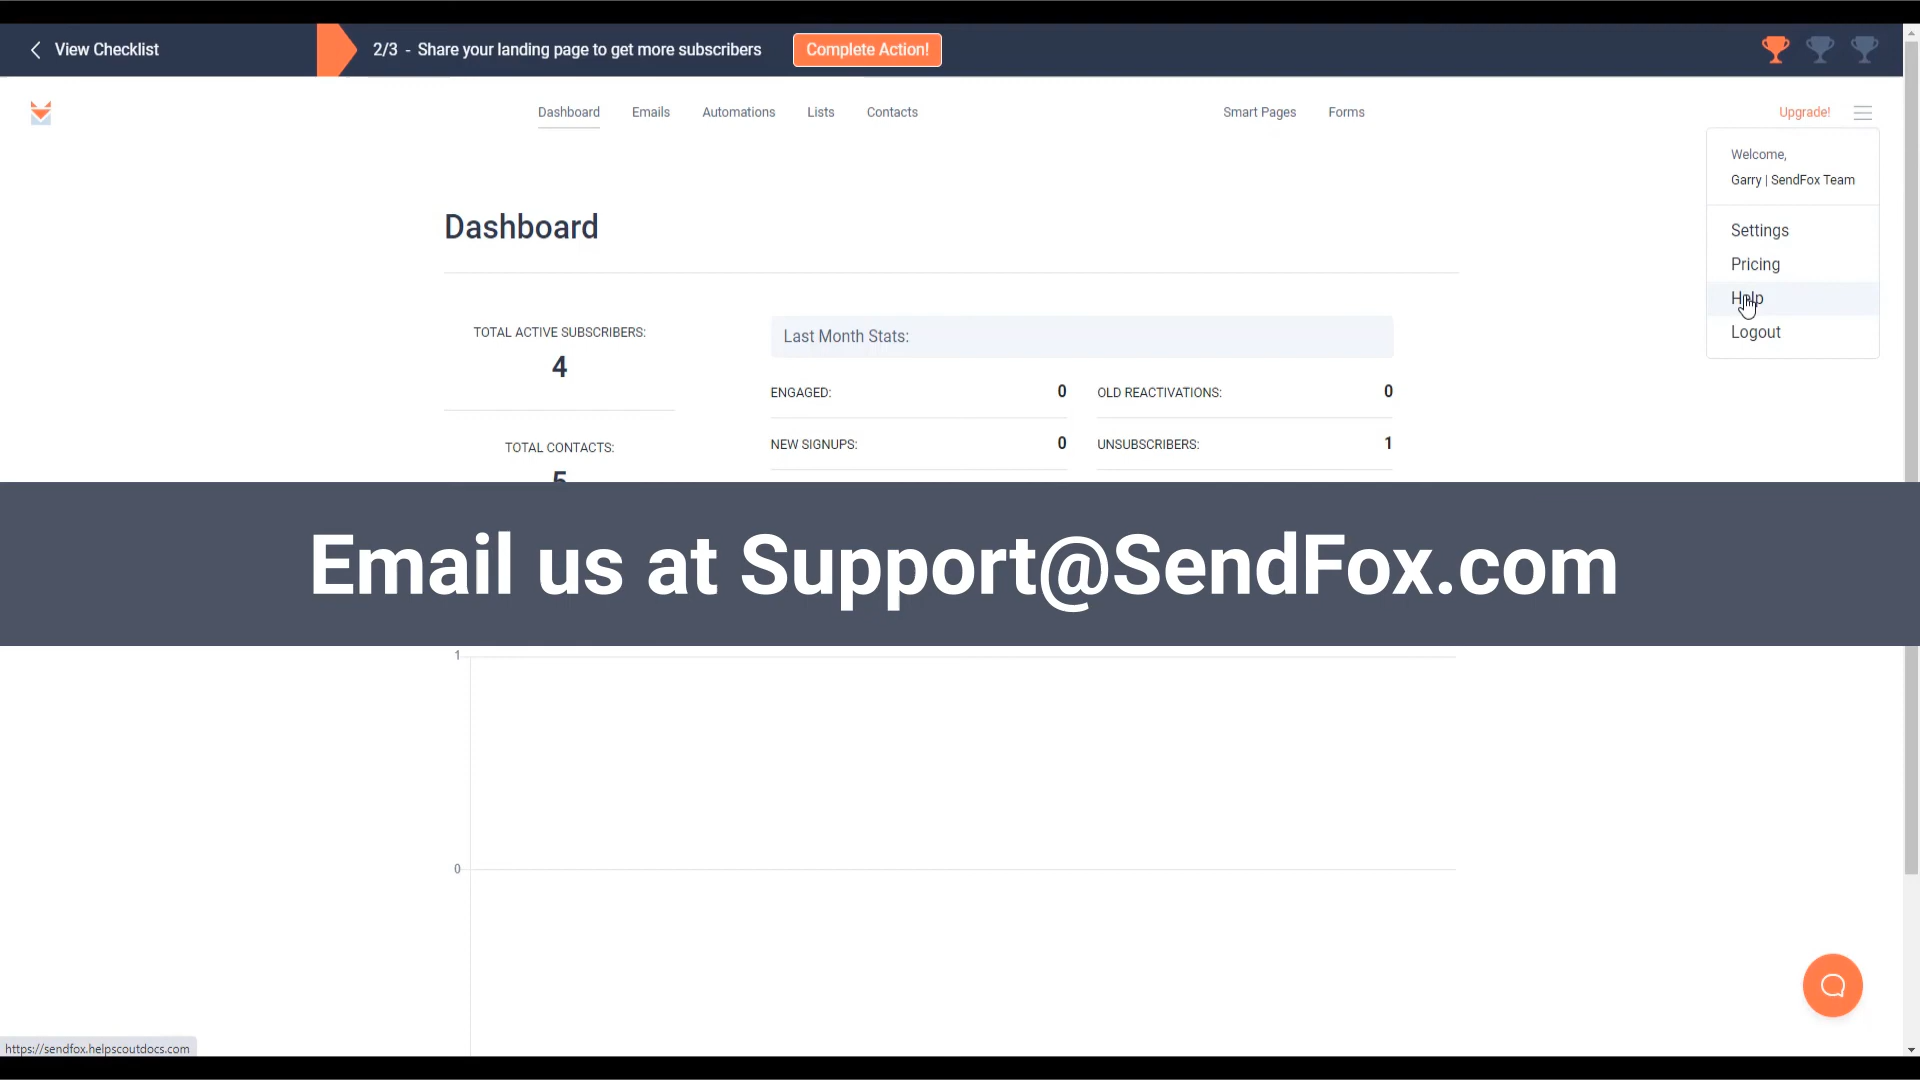 View Checklist
2/3 - Share your landing page to get more subscribers
Complete Action!
Dashboard
Emails
Automations
Lists
Contacts
Smart Pages
Forms
Upgrade!
Welcome,
Garry | SendFox Team
Settings
Pricing
Help
Logout
Dashboard
TOTAL ACTIVE SUBSCRIBERS:
4
TOTAL CONTACTS:
5
Last Month Stats:
ENGAGED: 0
OLD REACTIVATIONS: 0
NEW SIGNUPS: 0
UNSUBSCRIBERS: 1
Email us at Support@SendFox.com
1
0
https://sendfox.helpscoutdocs.com